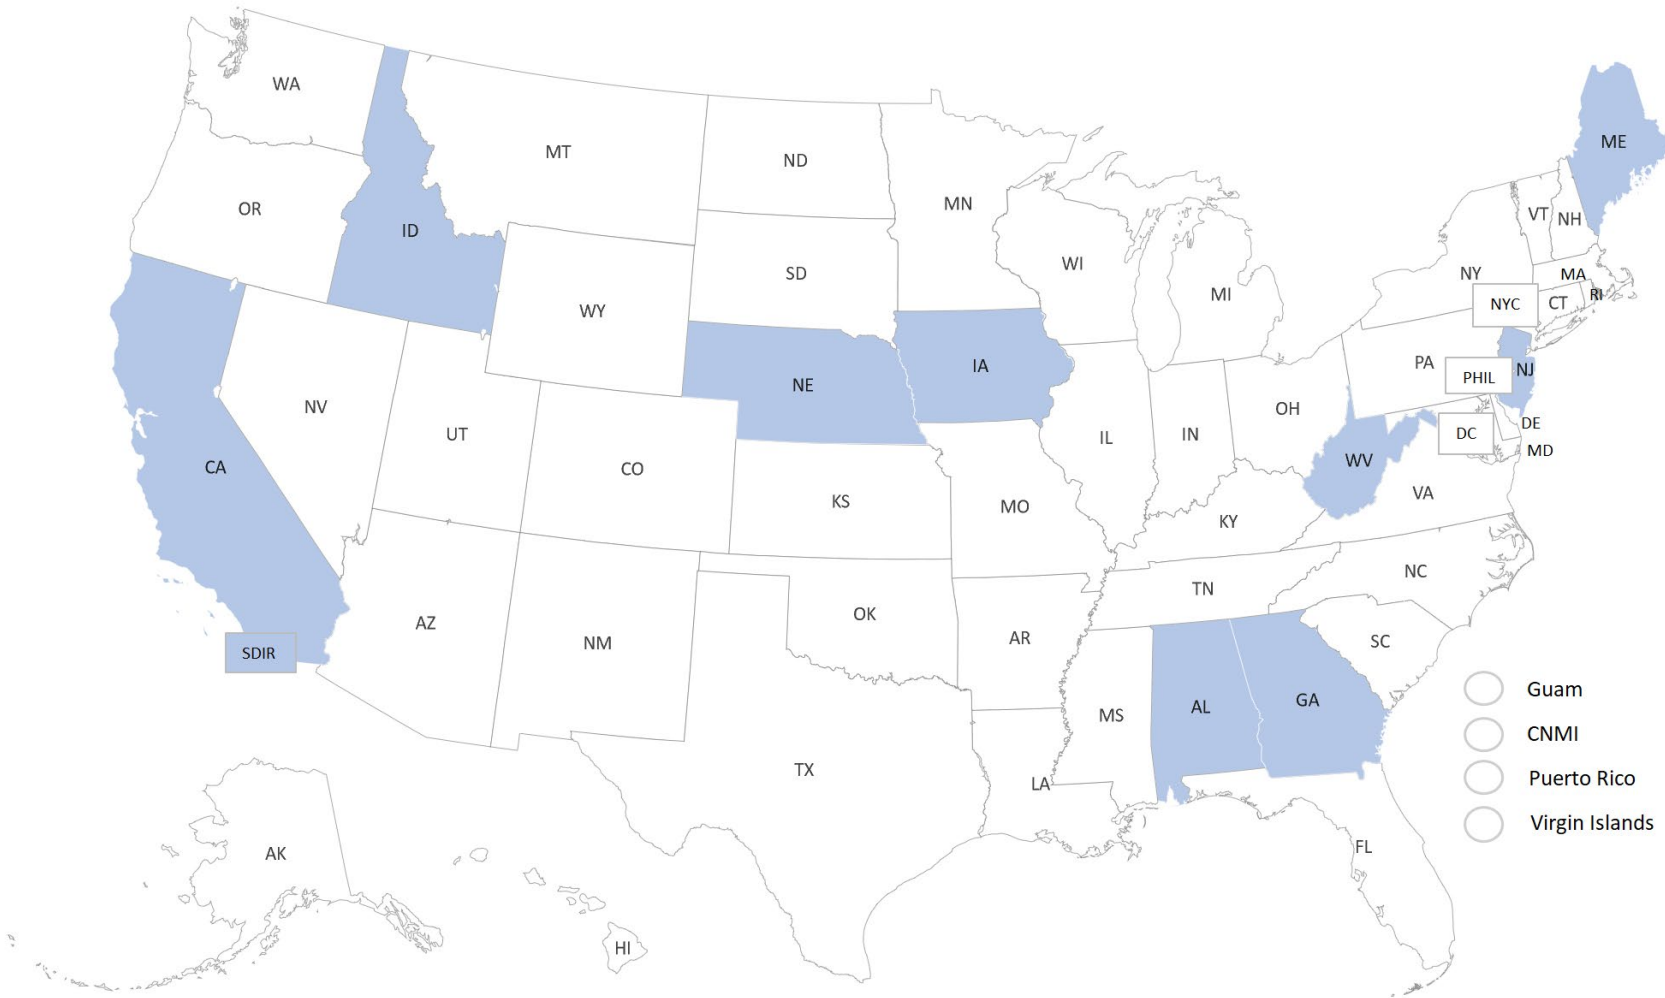 WA
MT
ND
MN
OR
ID
SD
WI
MI
WY
ME
VT
NH
NY
MA
NYC
CT
RI
NE
IA
PA
PHIL
NJ
NV
UT
CO
CA
IL
IN
OH
DE
DC
MD
WV
KS
MO
VA
KY
AZ
NM
OK
AR
TN
NC
SC
SDIR
MS
AL
GA
TX
LA
FL
AK
HI
Guam
CNMI
Puerto Rico
Virgin Islands